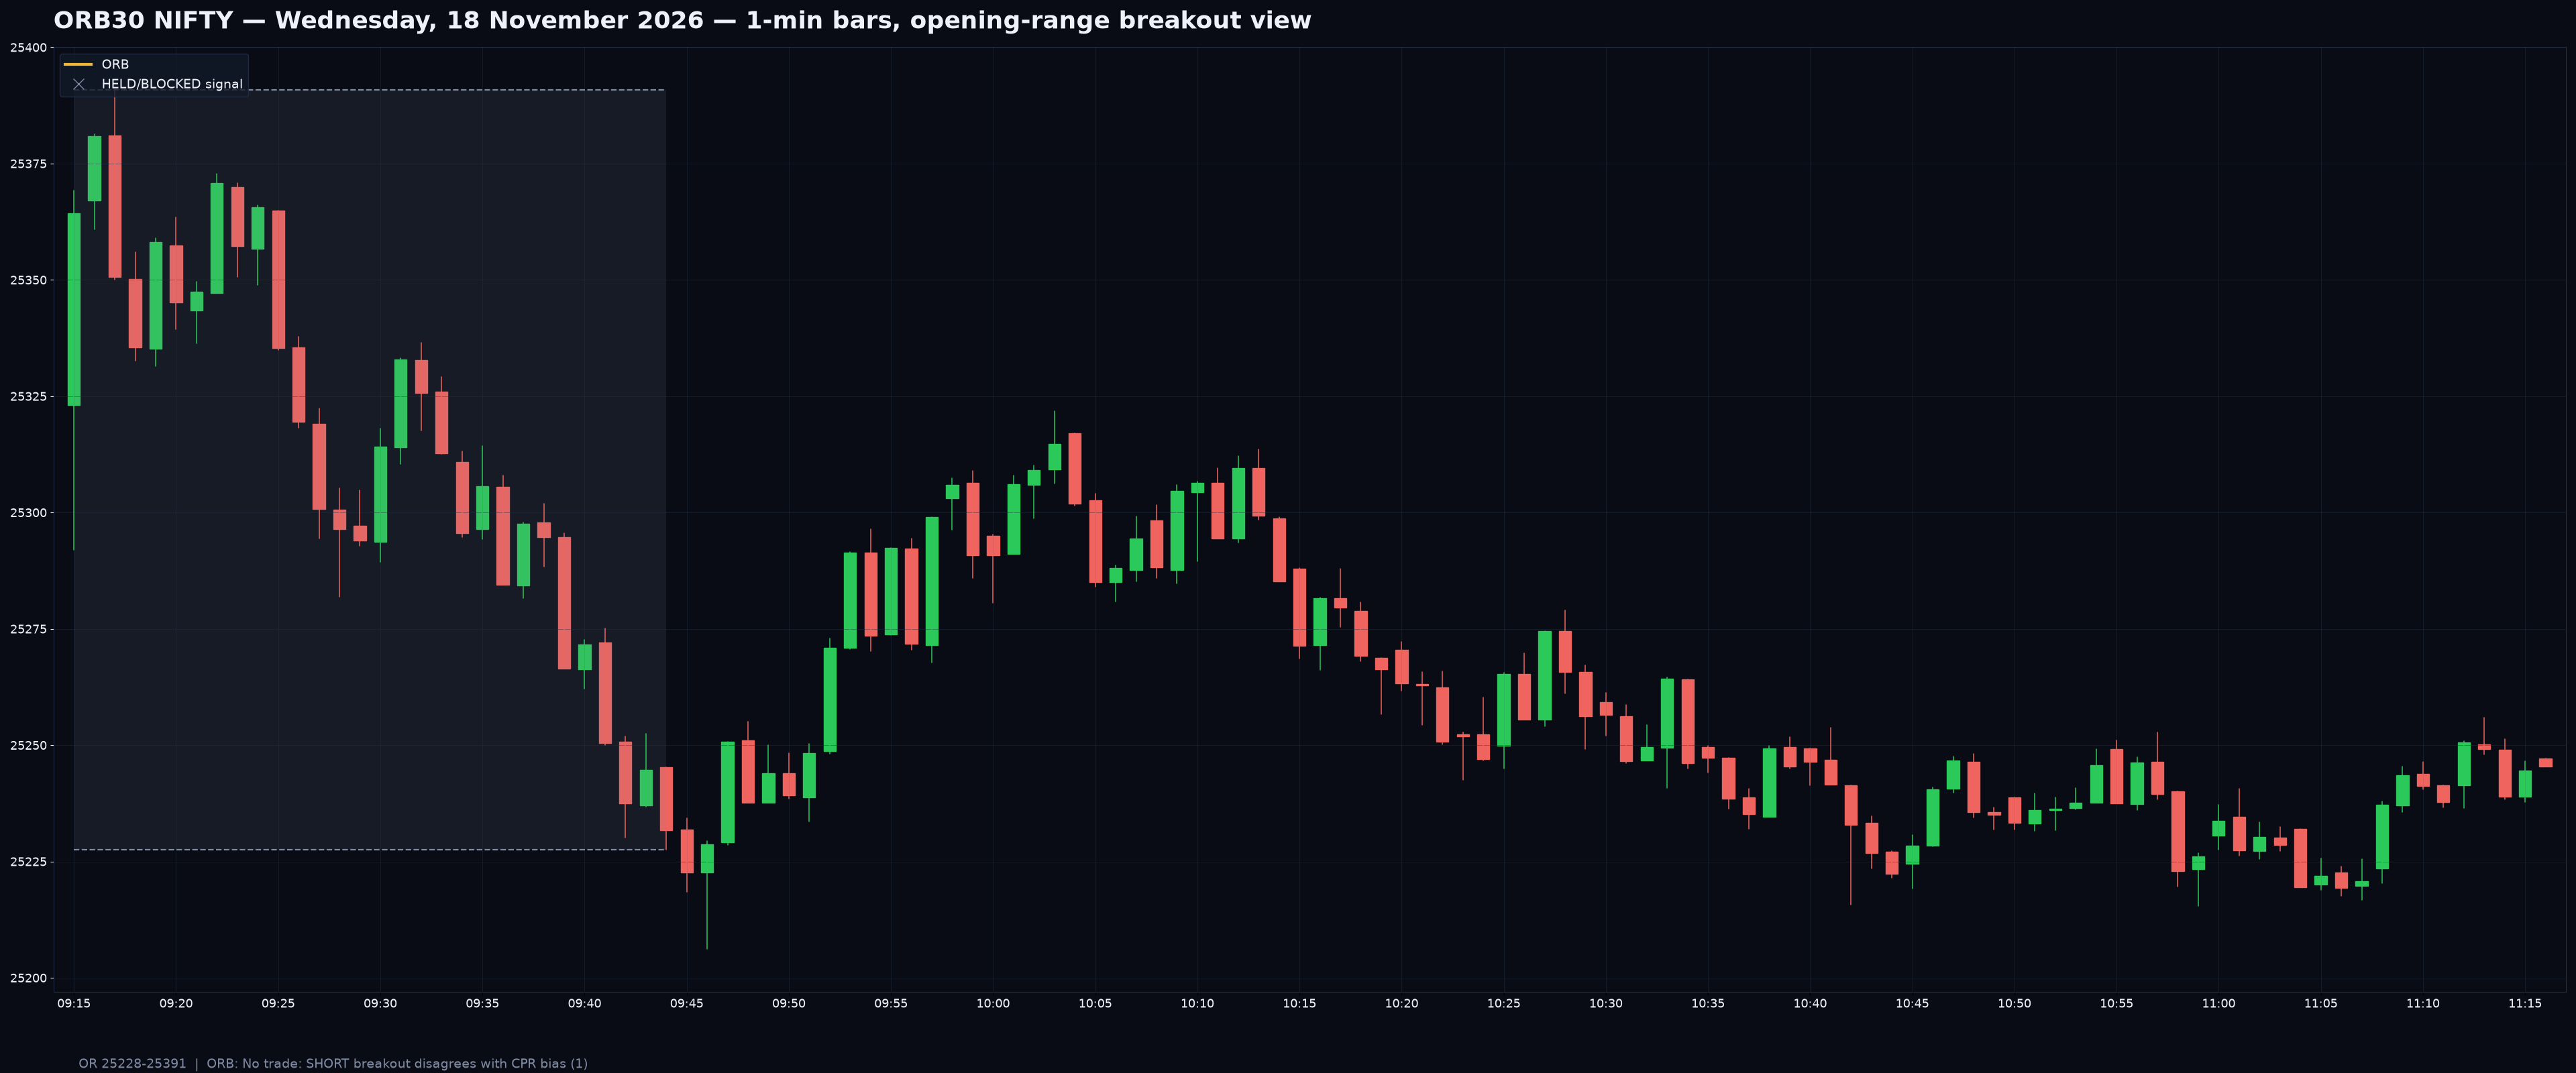 ORB30 NIFTY — Wednesday, 18 November 2026 — 1-min bars, opening-range breakout view
ORB
HELD/BLOCKED signal
25400
25375
25350
25325
25300
25275
25250
25225
25200
09:15 09:20 09:25 09:30 09:35 09:40 09:45 09:50 09:55 10:00 10:05 10:10 10:15 10:20 10:25 10:30 10:35 10:40 10:45 10:50 10:55 11:00 11:05 11:10 11:15
OR 25228-25391 | ORB: No trade: SHORT breakout disagrees with CPR bias (1)